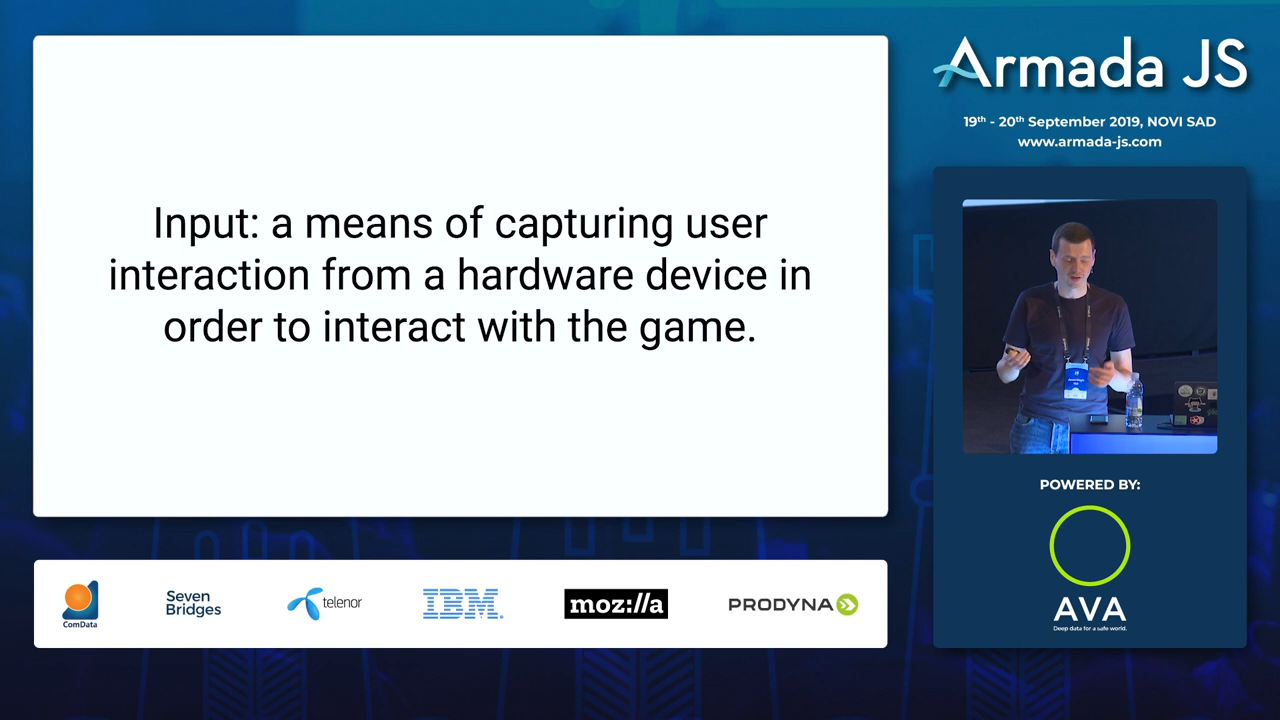 Input: a means of capturing user
interaction from a hardware device in
order to interact with the game.
Armada JS
19th - 20th September 2019, NOVI SAD
www.armada-js.com
POWERED BY:
AVA
Deep data for a safe world.
ComData
Seven
Bridges
telenor
IBM
moz://a
PRODYNA